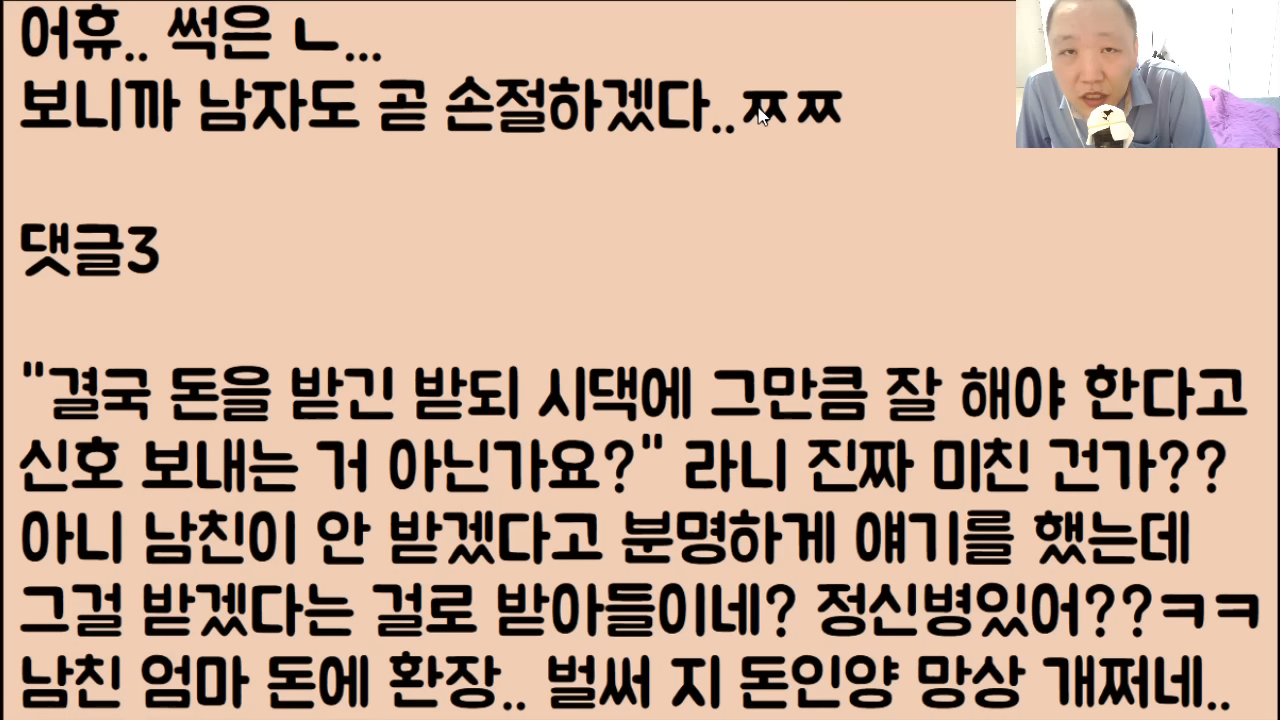 어휴.. 썩은 ㄴ...
보니까 남자도 곧 손절하겠다..ㅉㅉ
댓글3
"결국 돈을 받긴 받되 시댁에 그만큼 잘 해야 한다고
신호 보내는 거 아닌가요?" 라니 진짜 미친 건가??
아니 남친이 안 받겠다고 분명하게 얘기를 했는데
그걸 받겠다는 걸로 받아들이네? 정신병있어??ㅋㅋ
남친 엄마 돈에 환장.. 벌써 지 돈인양 망상 개쩌네..